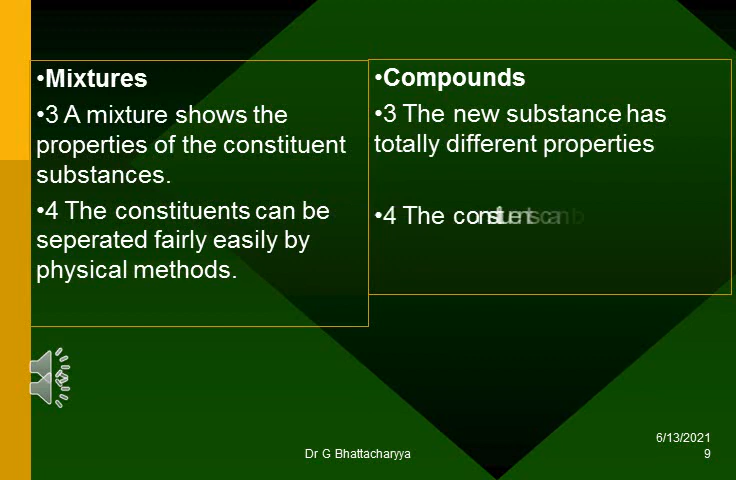 •Mixtures
•3 A mixture shows the
properties of the constituent
substances.
•4 The constituents can be
seperated fairly easily by
physical methods.
•Compounds
•3 The new substance has
totally different properties
•4 The constituents can b
Dr G Bhattacharyya
6/13/2021
9